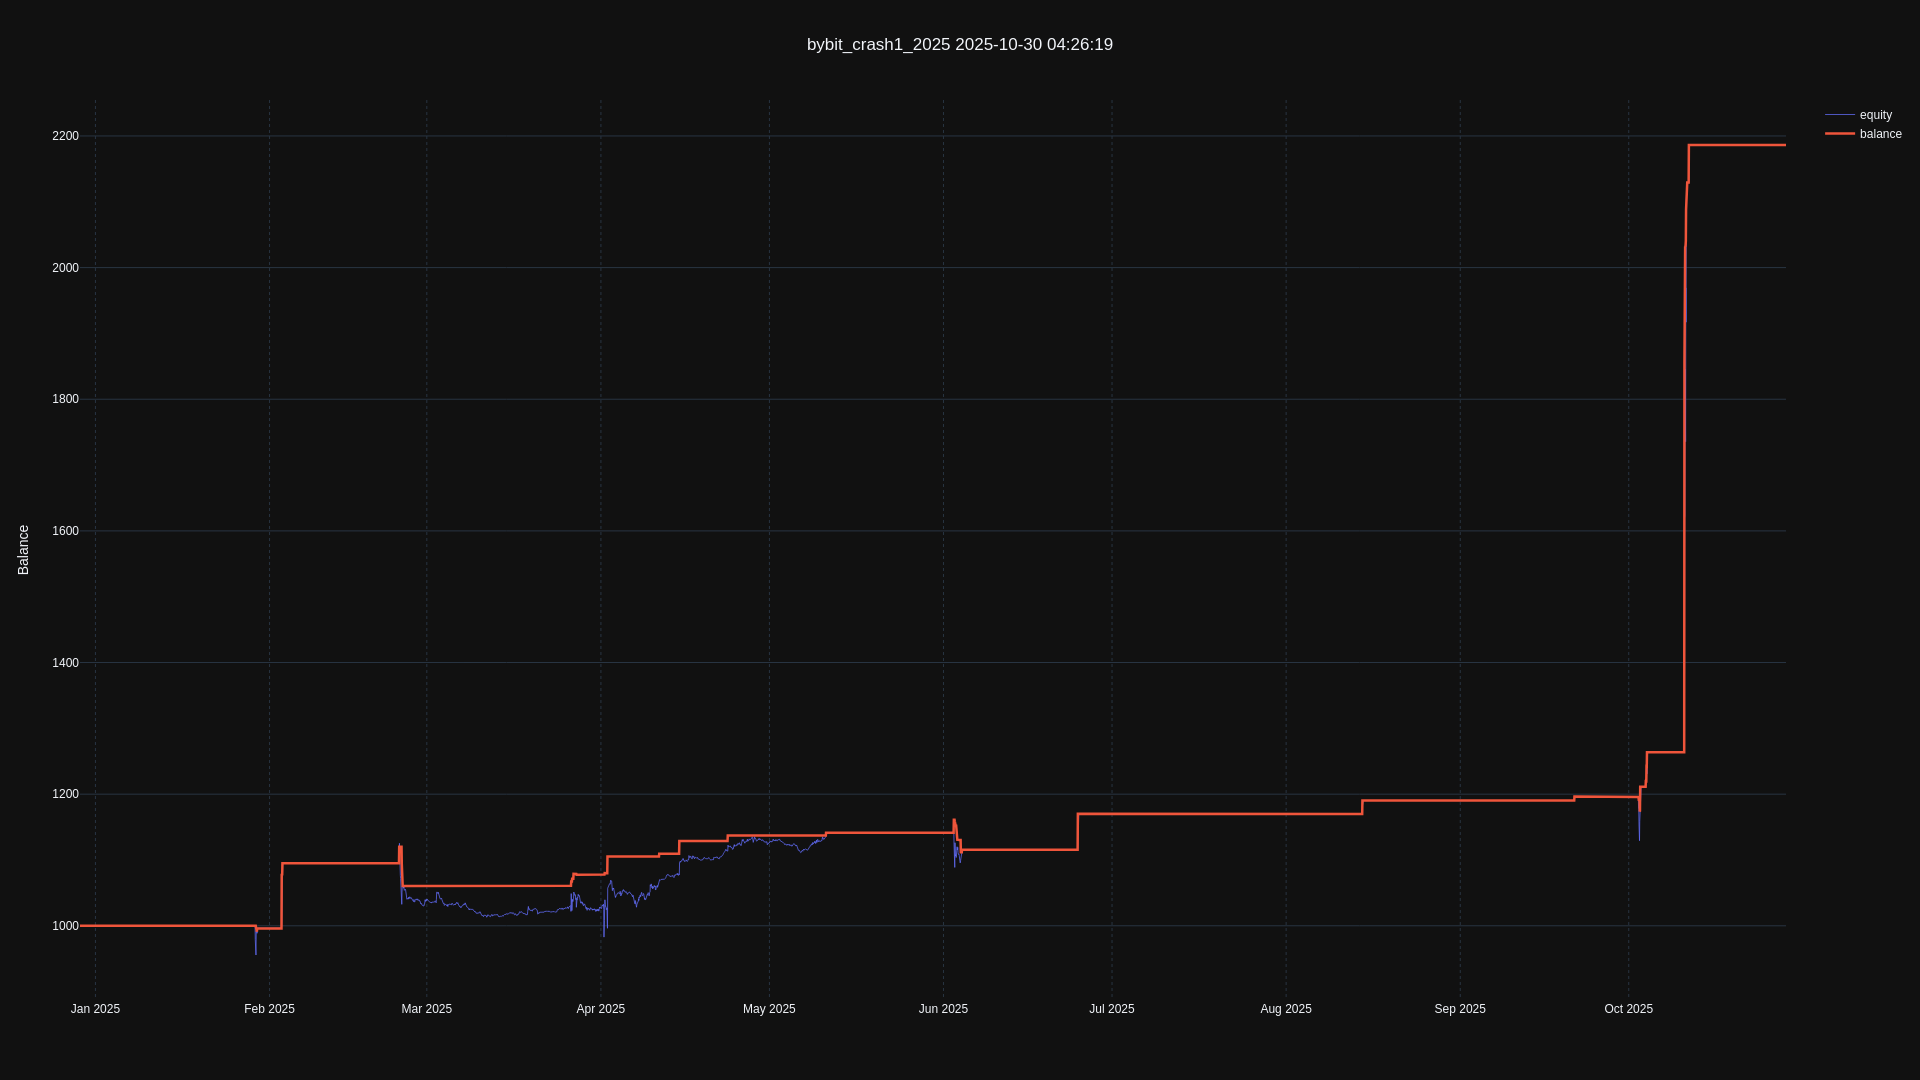 bybit_crash1_2025 2025-10-30 04:26:19
equity
balance
2200
2000
1800
1600
1400
1200
1000
Balance
Jan 2025
Feb 2025
Mar 2025
Apr 2025
May 2025
Jun 2025
Jul 2025
Aug 2025
Sep 2025
Oct 2025